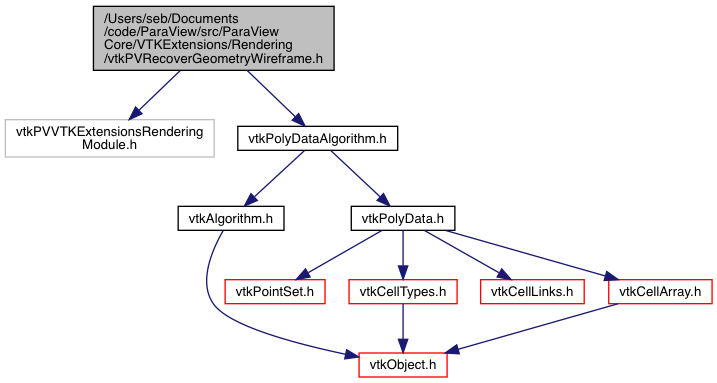 /Users/seb/Documents
/code/ParaView/src/ParaView
Core/VTKExtensions/Rendering
/vtkPVRecoverGeometryWireframe.h
vtkPVVTKExtensionsRendering
Module.h
vtkPolyDataAlgorithm.h
vtkAlgorithm.h
vtkPolyData.h
vtkPointSet.h
vtkCellTypes.h
vtkCellLinks.h
vtkCellArray.h
vtkObject.h